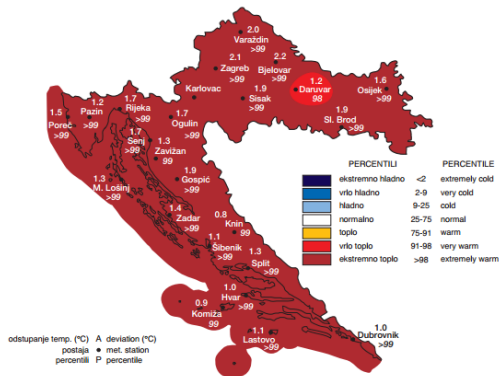 2.0
Varaždin
>99
2.1
Zagreb
>99
2.2
Bjelovar
>99
1.2
Daruvar
98
1.6
Osijek
>99
Karlovac
1.9
Sisak
>99
1.9
Sl. Brod
>99
1.5
Poreč
>99
1.2
Pazin
>99
1.7
Rijeka
>99
1.7
Ogulin
>99
1.7
Senj
>99
1.3
Zavižan
99
1.3
M. Lošinj
>99
1.9
Gospić
>99
1.4
Zadar
>99
0.8
Knin
99
1.1
Šibenik
>99
1.3
Split
>99
1.0
Hvar
>99
0.9
Komiža
99
1.1
Lastovo
>99
1.0
Dubrovnik
>99
PERCENTILI PERCENTILE
ekstremno hladno <2 extremely cold
vrlo hladno 2-9 very cold
hladno 9-25 cold
normalno 25-75 normal
toplo 75-91 warm
vrlo toplo 91-98 very warm
ekstremno toplo >98 extremely warm
odstupanje temp. (°C) A deviation (°C)
postaja • met. station
percentili P percentile